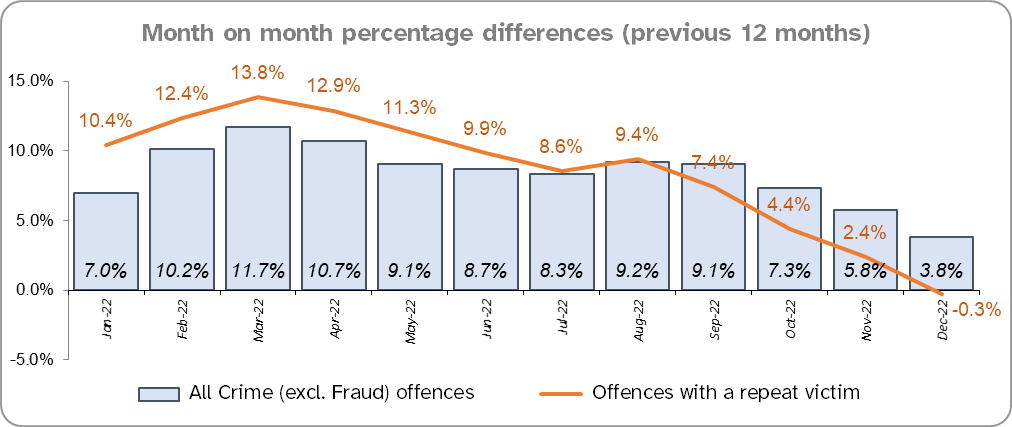 Month on month percentage differences (previous 12 months)
15.0%
10.0%
5.0%
0.0%
-5.0%
10.4%
12.4%
13.8%
12.9%
11.3%
9.9%
8.6%
9.4%
7.4%
4.4%
2.4%
-0.3%
7.0%
10.2%
11.7%
10.7%
9.1%
8.7%
8.3%
9.2%
9.1%
7.3%
5.8%
3.8%
Jan-22
Feb-22
Mar-22
Apr-22
May-22
Jun-22
Jul-22
Aug-22
Sep-22
Oct-22
Nov-22
Dec-22
All Crime (excl. Fraud) offences
Offences with a repeat victim